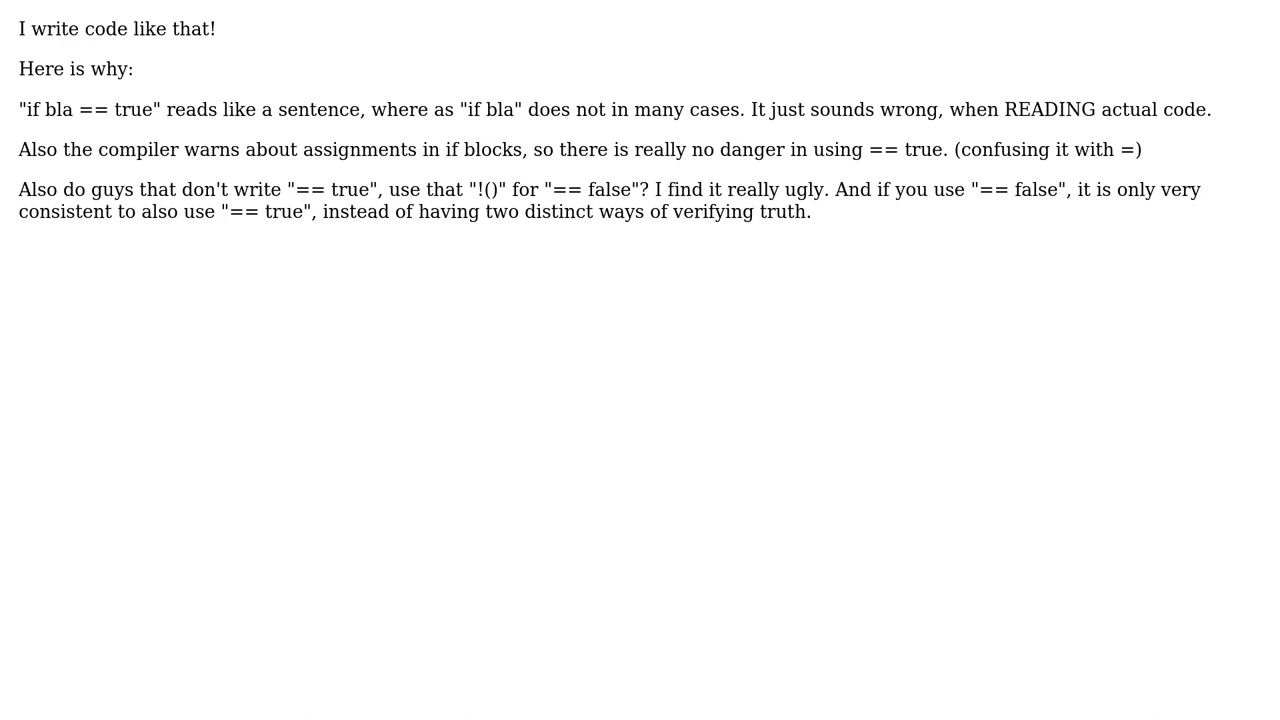 I write code like that!
Here is why:
"if bla == true" reads like a sentence, where as "if bla" does not in many cases. It just sounds wrong, when READING actual code.
Also the compiler warns about assignments in if blocks, so there is really no danger in using == true. (confusing it with =)
Also do guys that don't write "== true", use that "!()" for "== false"? I find it really ugly. And if you use "== false", it is only very
consistent to also use "== true", instead of having two distinct ways of verifying truth.